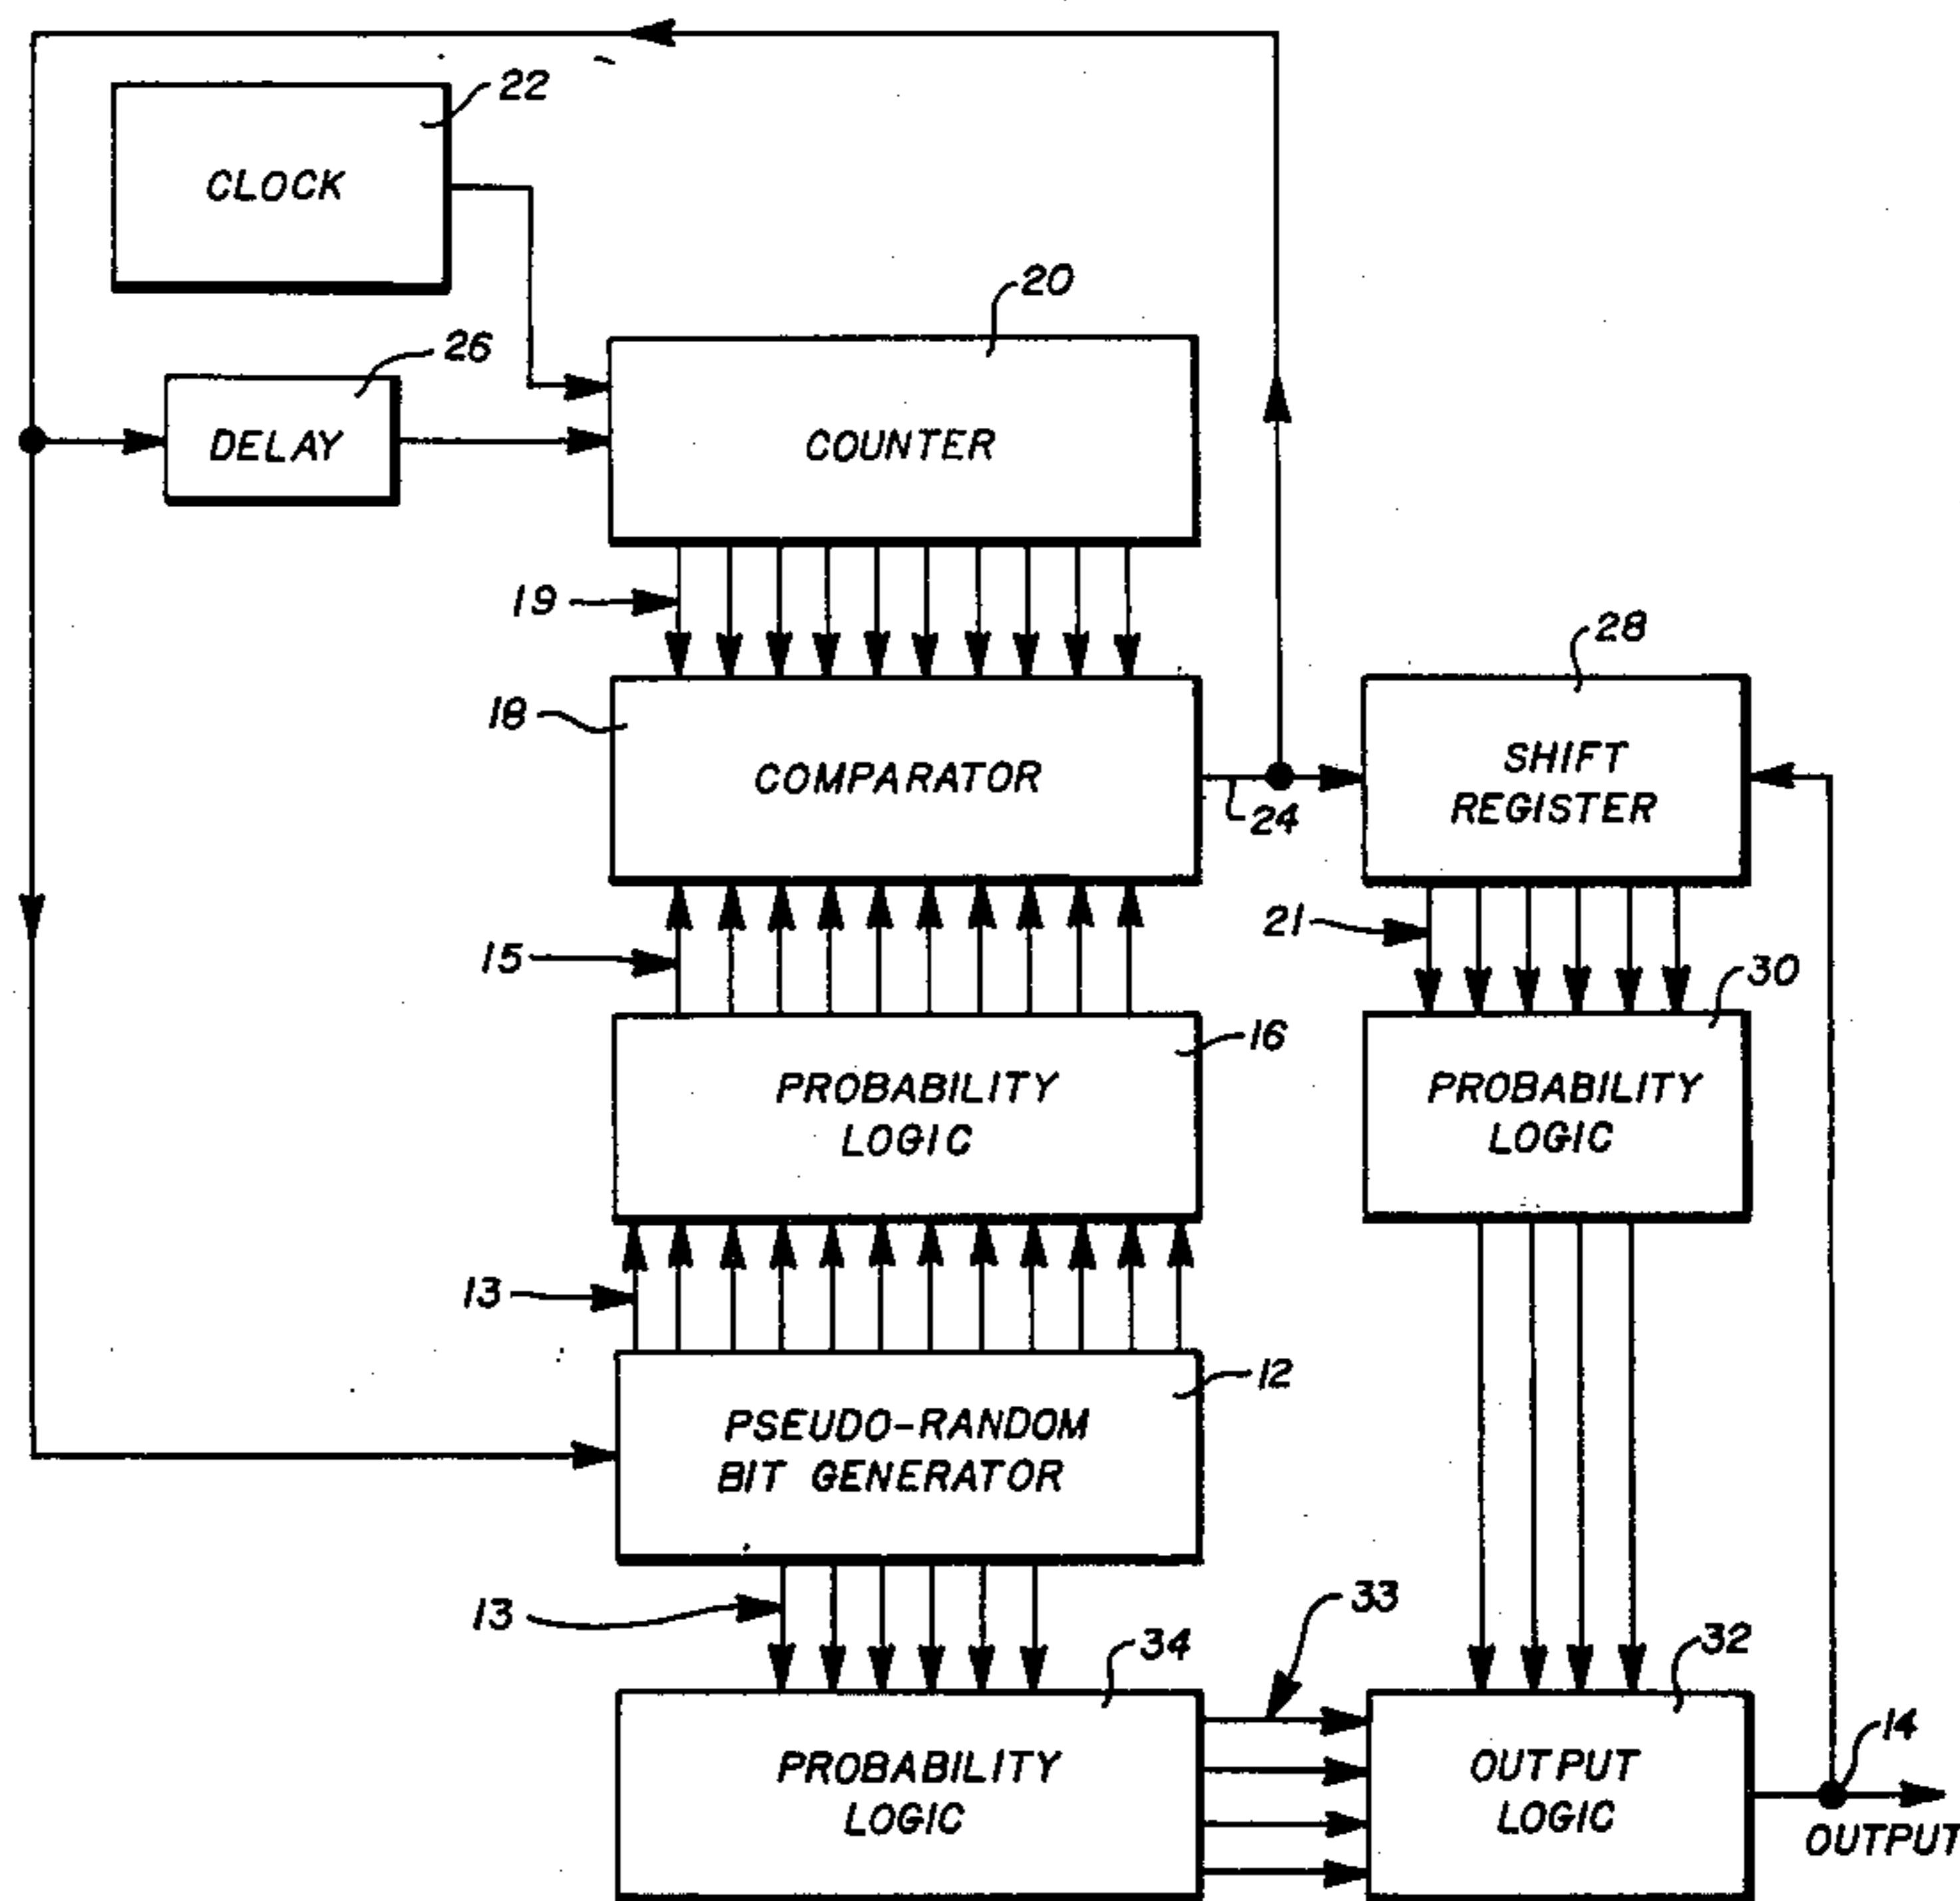 22
CLOCK
20
26
DELAY
COUNTER
19
28
18
COMPARATOR
SHIFT
REGISTER
24
21
15
30
16
PROBABILITY
LOGIC
PROBABILITY
LOGIC
13
12
PSEUDO-RANDOM
BIT GENERATOR
13
33
34
32
14
PROBABILITY
LOGIC
OUTPUT
LOGIC
OUTPUT